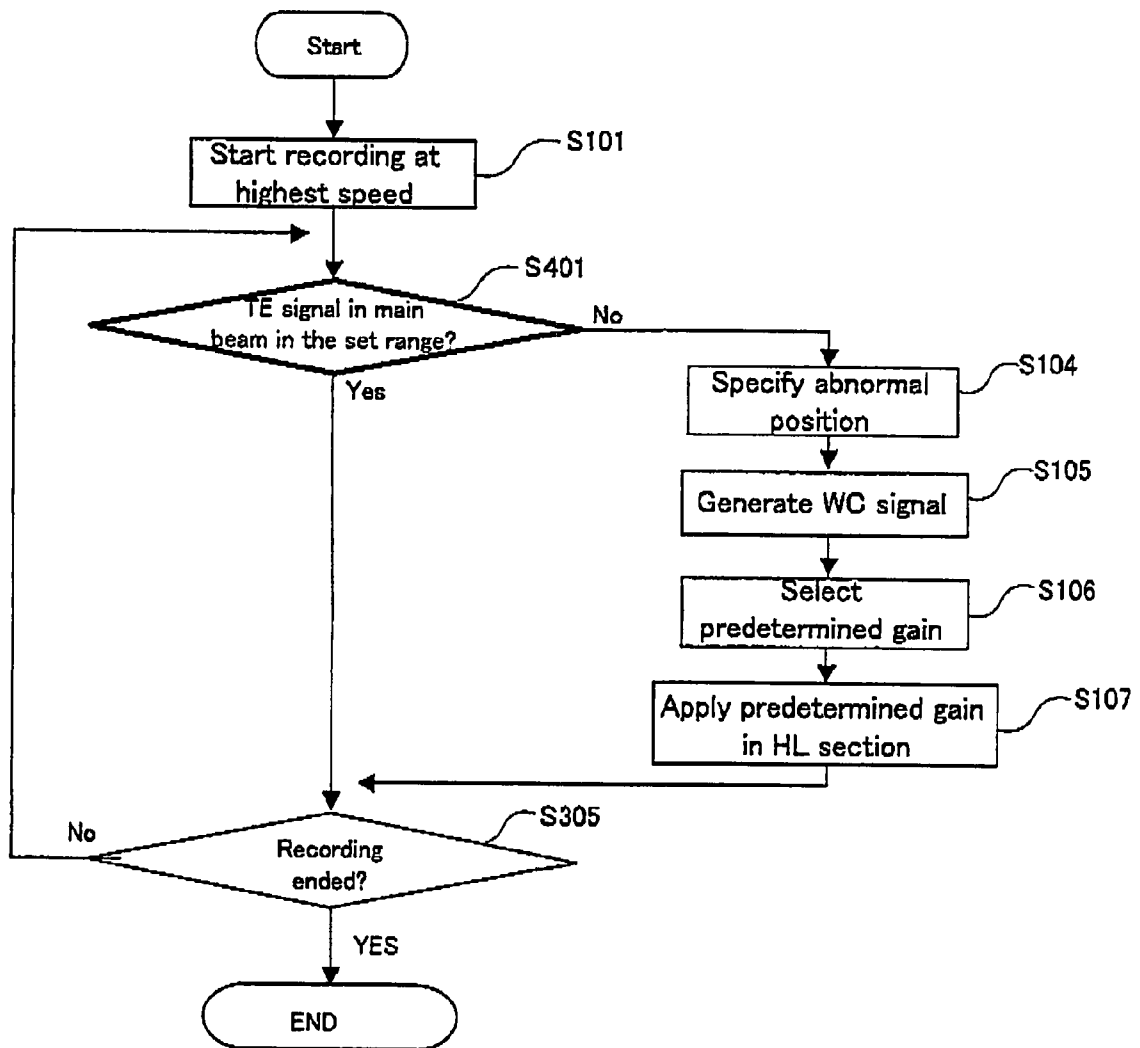 Start
S101
Start recording at
highest speed
S401
TE signal in main
beam in the set range?
No
Yes
S104
Specify abnormal
position
S105
Generate WC signal
S106
Select
predetermined gain
S107
Apply predetermined gain
in HL section
S305
No
Recording
ended?
YES
END